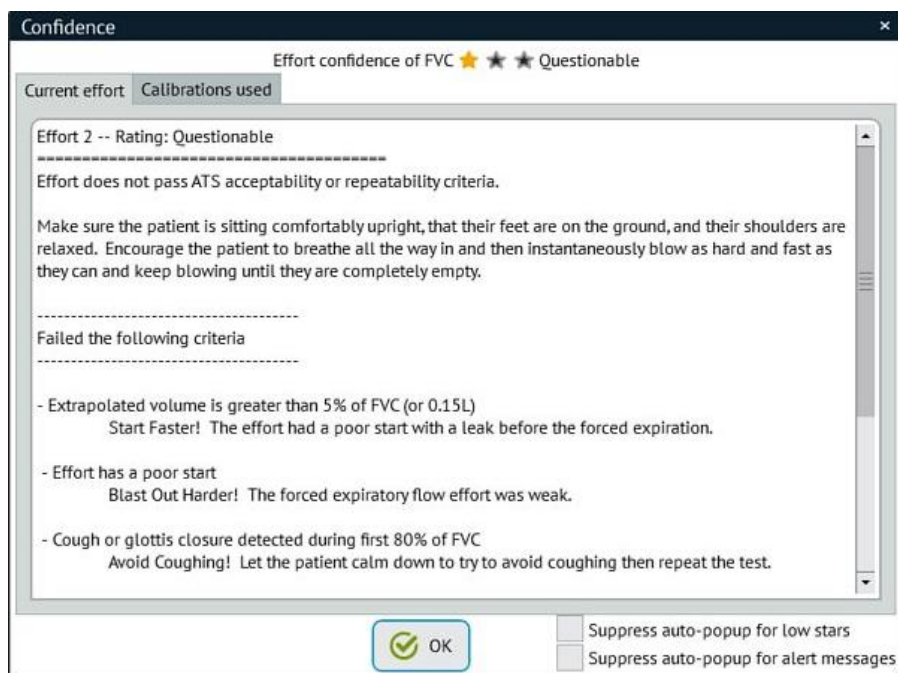 Confidence
×
Effort confidence of FVC Questionable
Current effort Calibrations used
Effort 2 -- Rating: Questionable
========================================
Effort does not pass ATS acceptability or repeatability criteria.
Make sure the patient is sitting comfortably upright, that their feet are on the ground, and their shoulders are
relaxed. Encourage the patient to breathe all the way in and then instantaneously blow as hard and fast as
they can and keep blowing until they are completely empty.
---------------------------------------
Failed the following criteria
---------------------------------------
- Extrapolated volume is greater than 5% of FVC (or 0.15L)
Start Faster! The effort had a poor start with a leak before the forced expiration.
- Effort has a poor start
Blast Out Harder! The forced expiratory flow effort was weak.
- Cough or glottis closure detected during first 80% of FVC
Avoid Coughing! Let the patient calm down to try to avoid coughing then repeat the test.
OK
Suppress auto-popup for low stars
Suppress auto-popup for alert messages